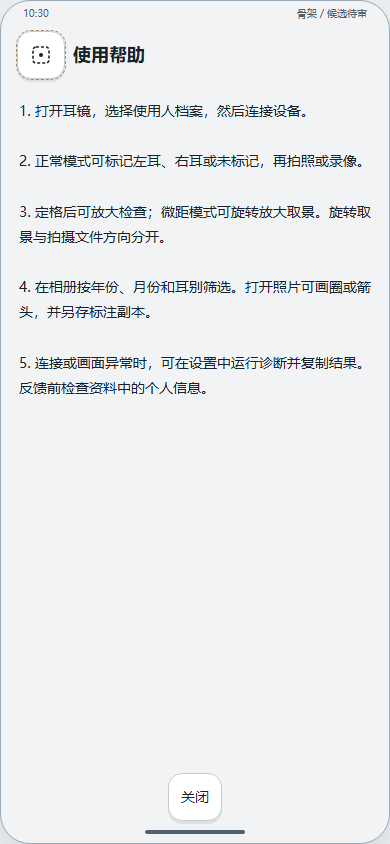 10:30
骨架 / 候选待审
使用帮助
1. 打开耳镜，选择使用人档案，然后连接设备。
2. 正常模式可标记左耳、右耳或未标记，再拍照或录像。
3. 定格后可放大检查；微距模式可旋转放大取景。旋转取
景与拍摄文件方向分开。
4. 在相册按年份、月份和耳别筛选。打开照片可画圈或箭
头，并另存标注副本。
5. 连接或画面异常时，可在设置中运行诊断并复制结果。
反馈前检查资料中的个人信息。
关闭